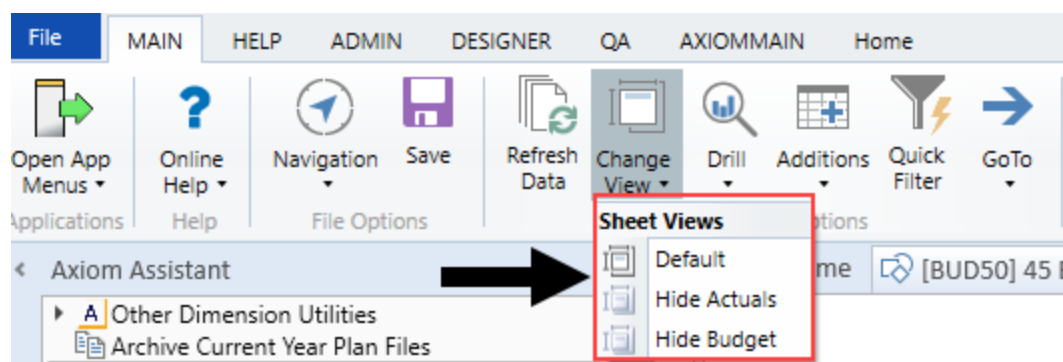 File MAIN HELP ADMIN DESIGNER QA AXIOMMAIN Home
Open App Online Navigation Save Refresh Change Drill Additions Quick GoTo
Menus Help Data View Filter
Applications Help File Options
Sheet Views
Axiom Assistant
Default
[BUD50] 45
Other Dimension Utilities
Hide Actuals
Archive Current Year Plan Files
Hide Budget